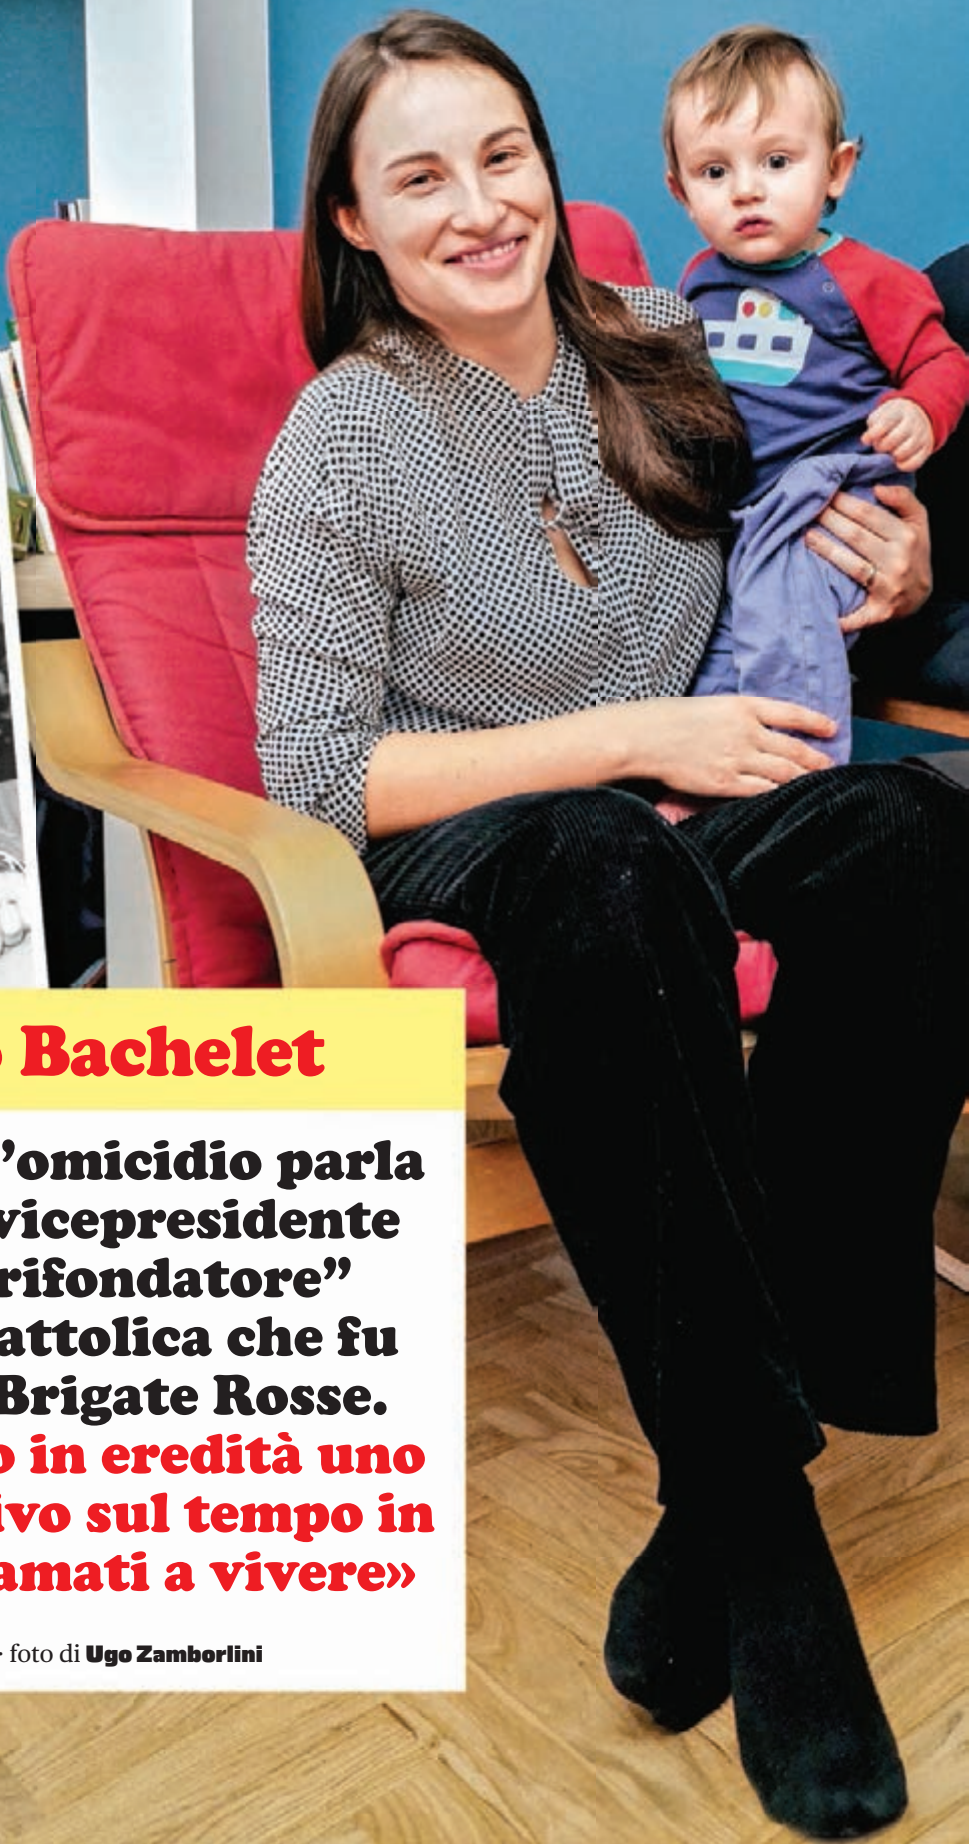 Bachelet
’omicidio parla
vicepresidente
rifondatore”
attolica che fu
Brigate Rosse.
o in eredità uno
ivo sul tempo in
amati a vivere»
foto di Ugo Zamborlini